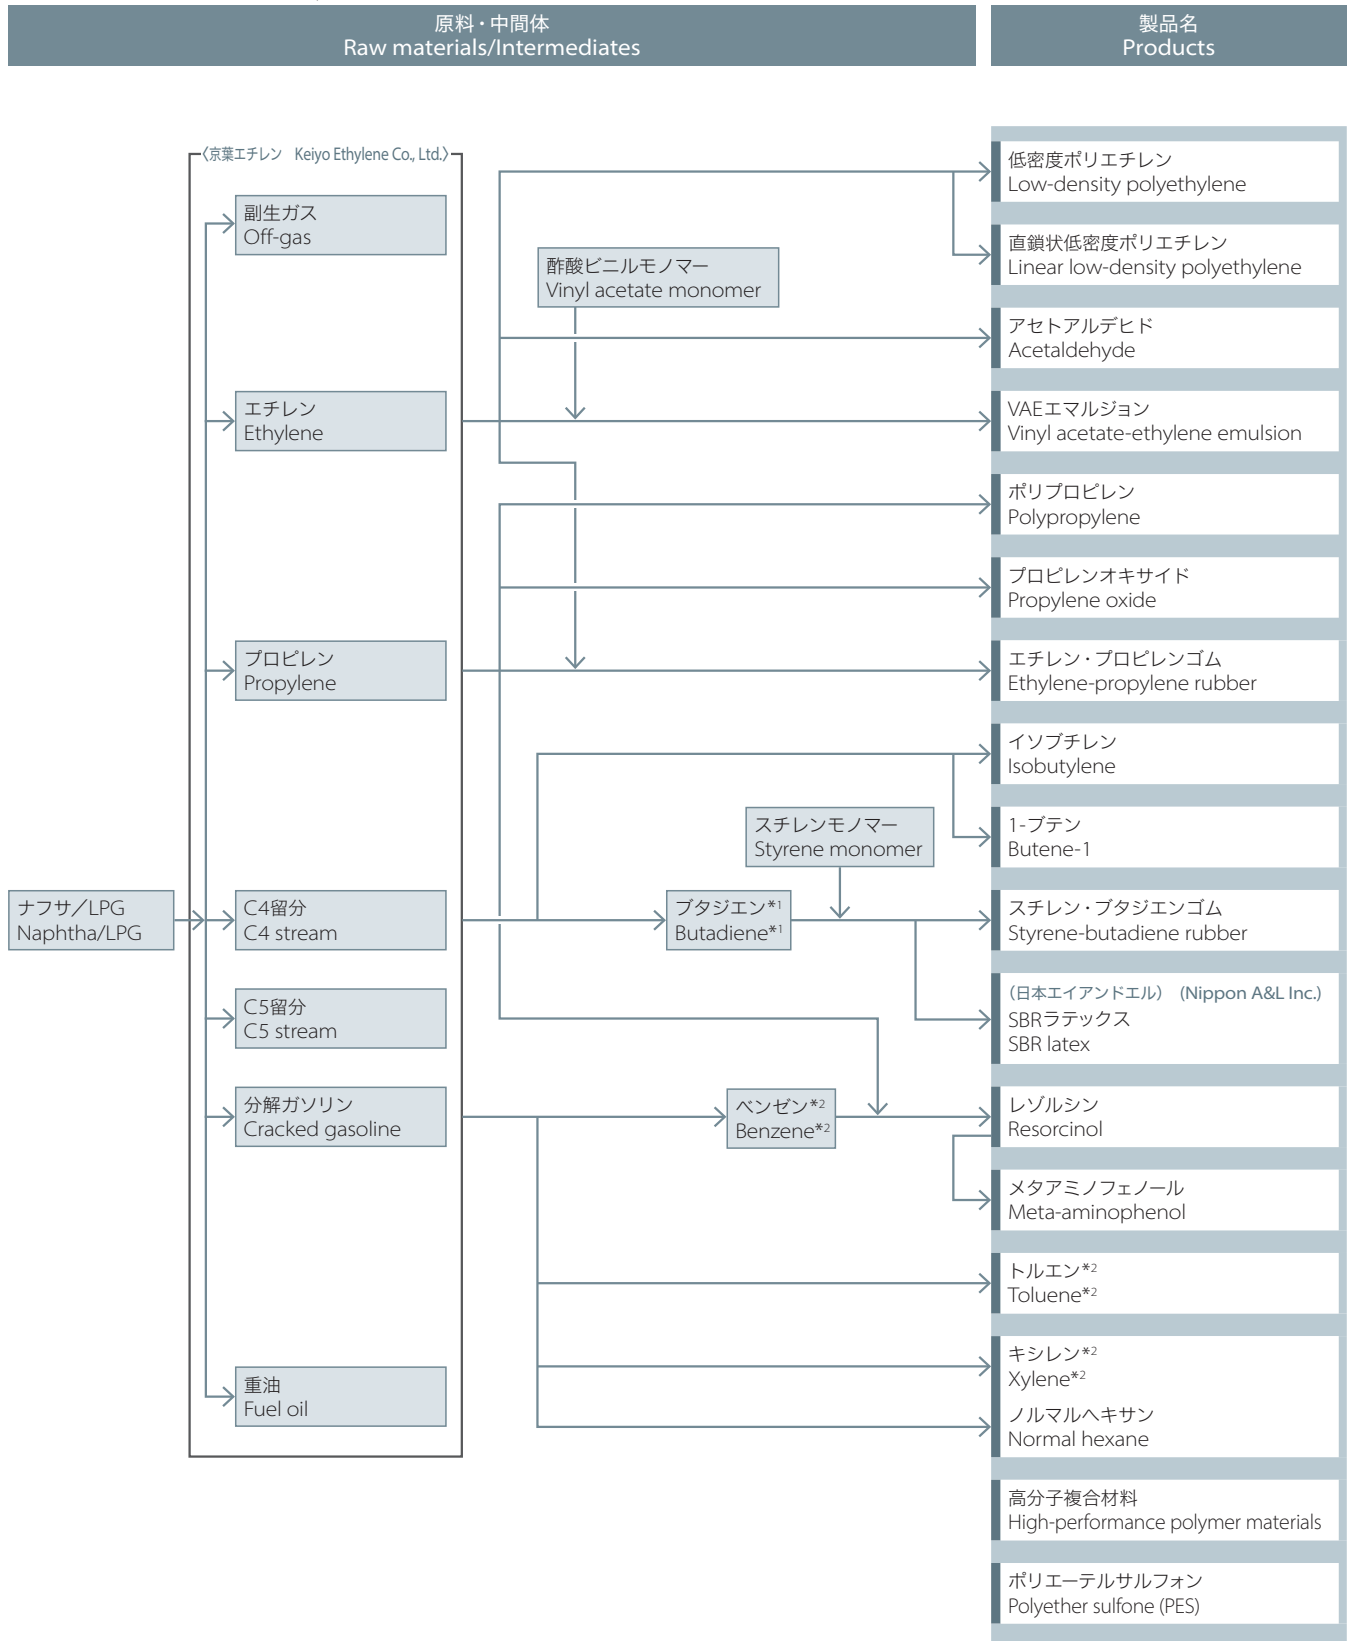 原料・中間体
Raw materials/Intermediates
製品名
Products
〈京葉エチレン Keiyo Ethylene Co., Ltd.〉
ナフサ／LPG
Naphtha/LPG
副生ガス
Off-gas
エチレン
Ethylene
プロピレン
Propylene
C4留分
C4 stream
C5留分
C5 stream
分解ガソリン
Cracked gasoline
重油
Fuel oil
酢酸ビニルモノマー
Vinyl acetate monomer
スチレンモノマー
Styrene monomer
ブタジエン*1
Butadiene*1
ベンゼン*2
Benzene*2
低密度ポリエチレン
Low-density polyethylene
直鎖状低密度ポリエチレン
Linear low-density polyethylene
アセトアルデヒド
Acetaldehyde
VAEエマルジョン
Vinyl acetate-ethylene emulsion
ポリプロピレン
Polypropylene
プロピレンオキサイド
Propylene oxide
エチレン・プロピレンゴム
Ethylene-propylene rubber
イソブチレン
Isobutylene
1-ブテン
Butene-1
スチレン・ブタジエンゴム
Styrene-butadiene rubber
（日本エイアンドエル） (Nippon A&L Inc.)
SBRラテックス
SBR latex
レゾルシン
Resorcinol
メタアミノフェノール
Meta-aminophenol
トルエン*2
Toluene*2
キシレン*2
Xylene*2
ノルマルヘキサン
Normal hexane
高分子複合材料
High-performance polymer materials
ポリエーテルサルフォン
Polyether sulfone (PES)